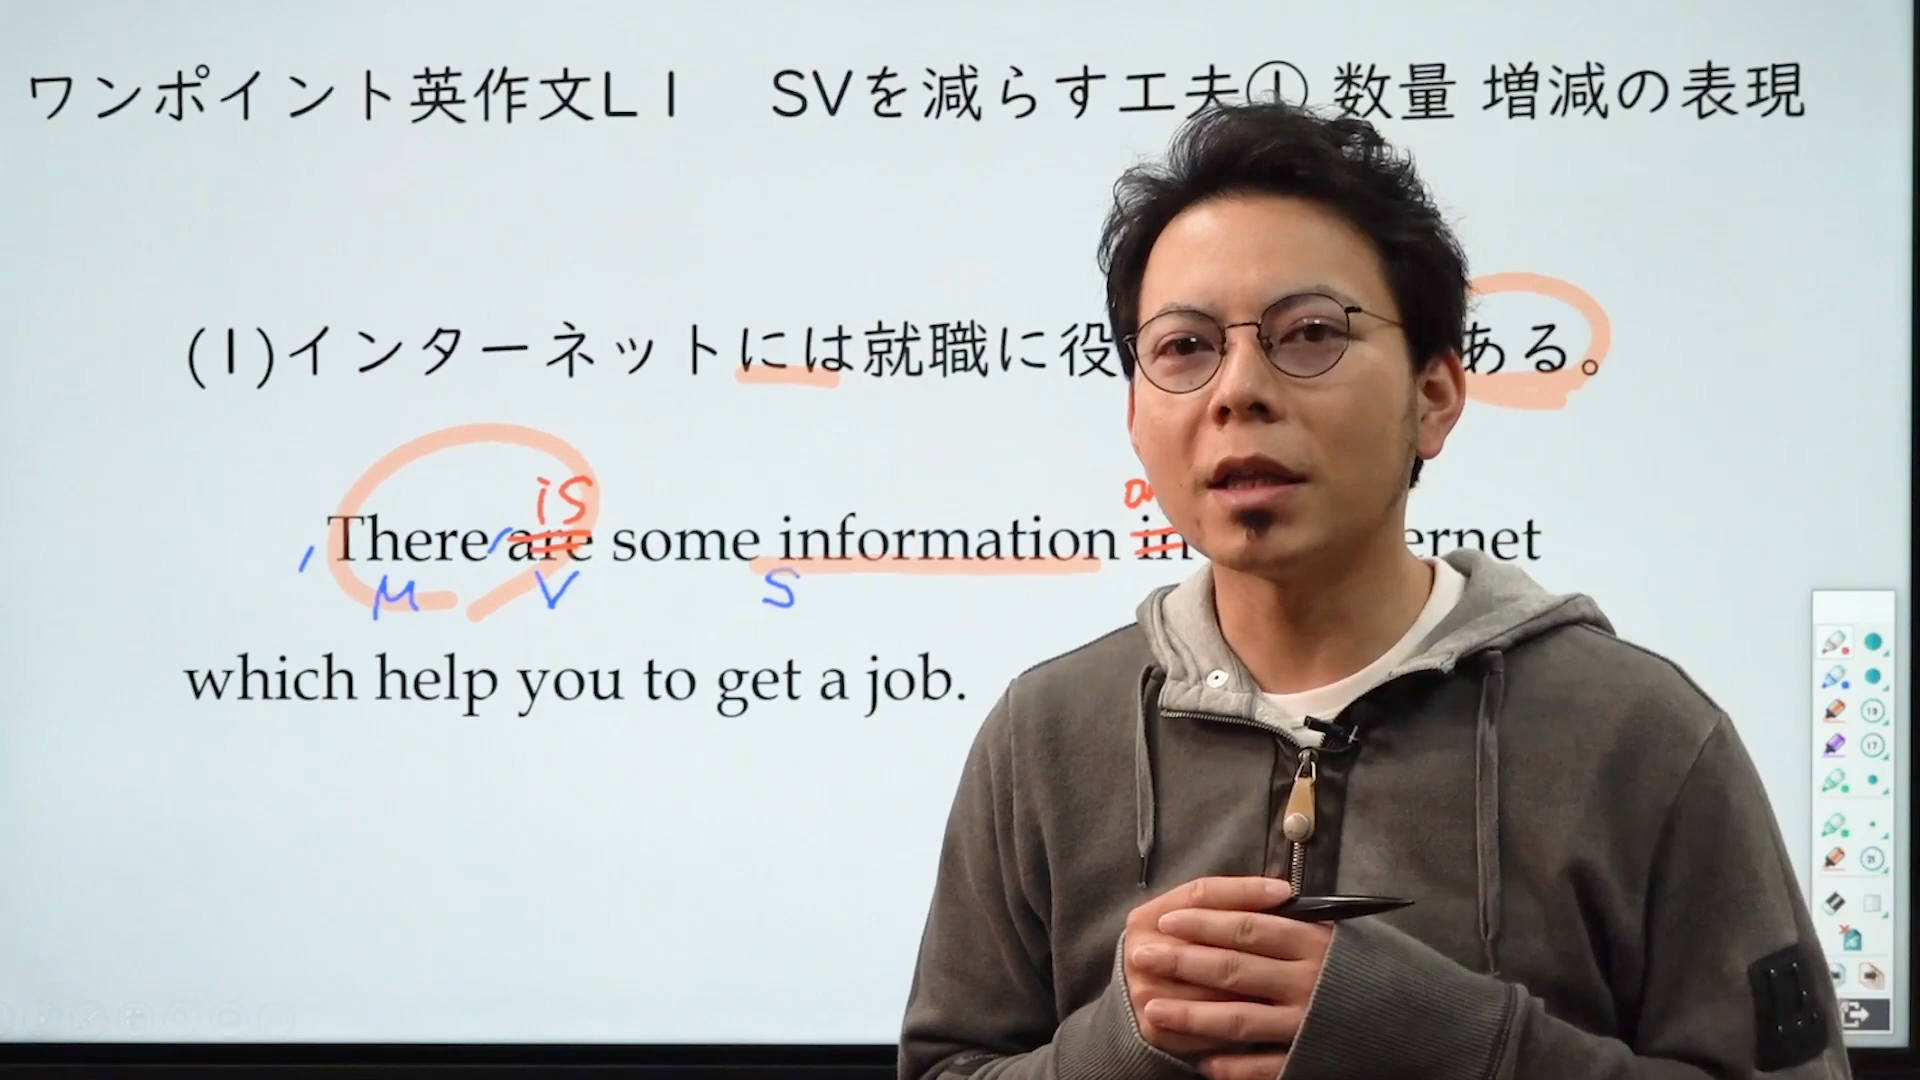 ワンポイント英作文L1 SVを減らす工夫① 数量 増減の表現
(1)インターネットには就職に役 ある。
is
There are some information in ernet
M V S
which help you to get a job.